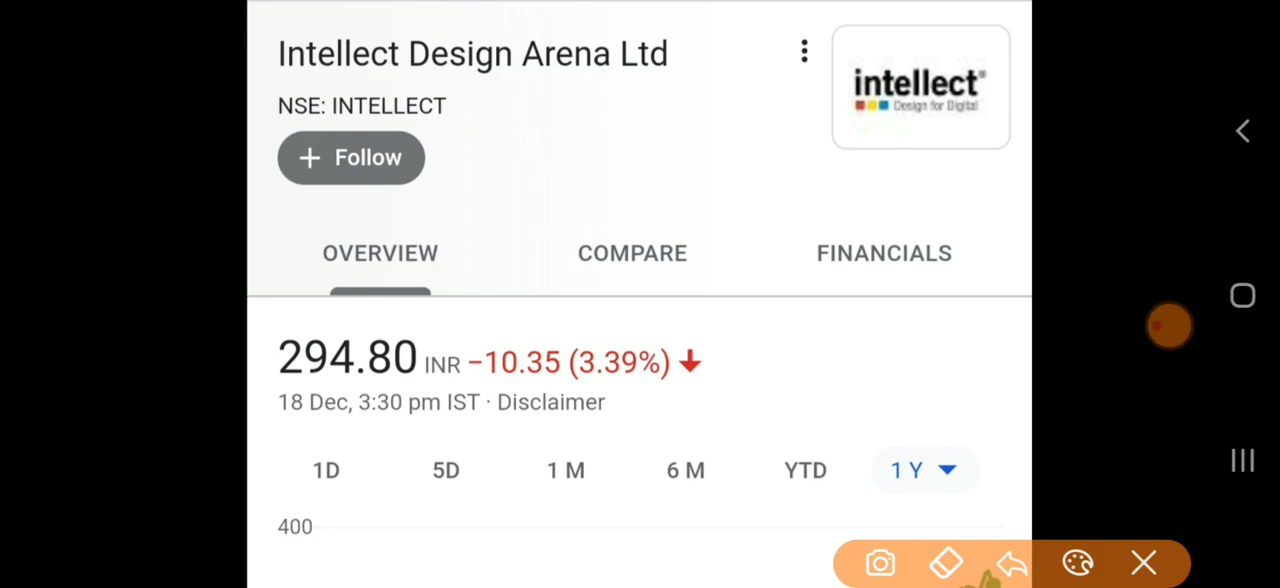 Intellect Design Arena Ltd
NSE: INTELLECT
+ Follow
intellect®
Design for Digital
OVERVIEW COMPARE FINANCIALS
294.80 INR −10.35 (3.39%)
18 Dec, 3:30 pm IST · Disclaimer
1D 5D 1 M 6 M YTD 1 Y
400